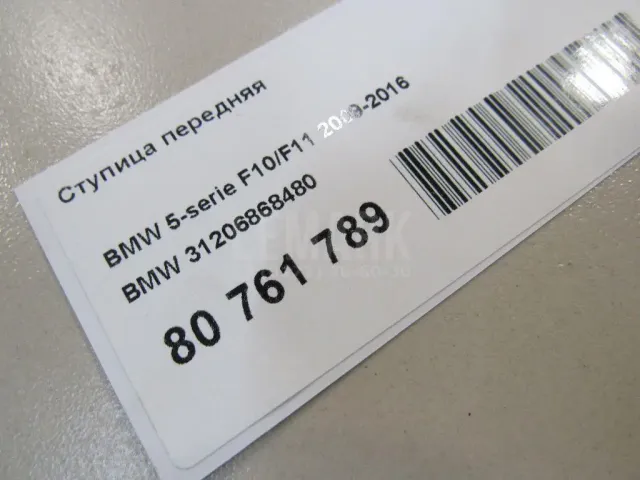 Ступица передняя
BMW 5-serie F10/F11 2009-2016
BMW 31206868480
80 761 789